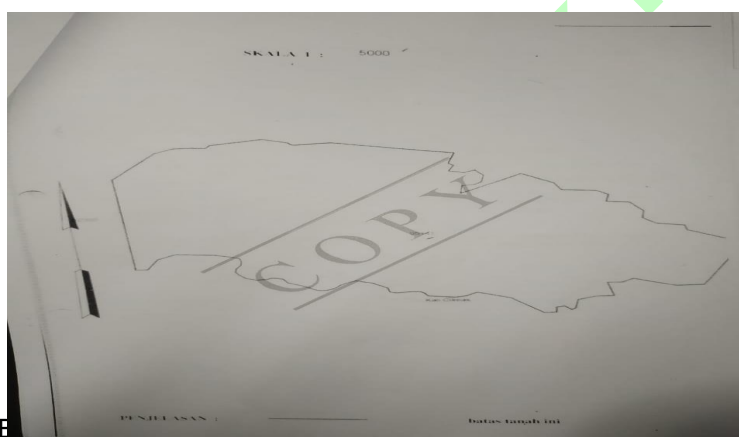 SKALA 1 : 5000
COPY
PENJELASAN :
batas tanah ini